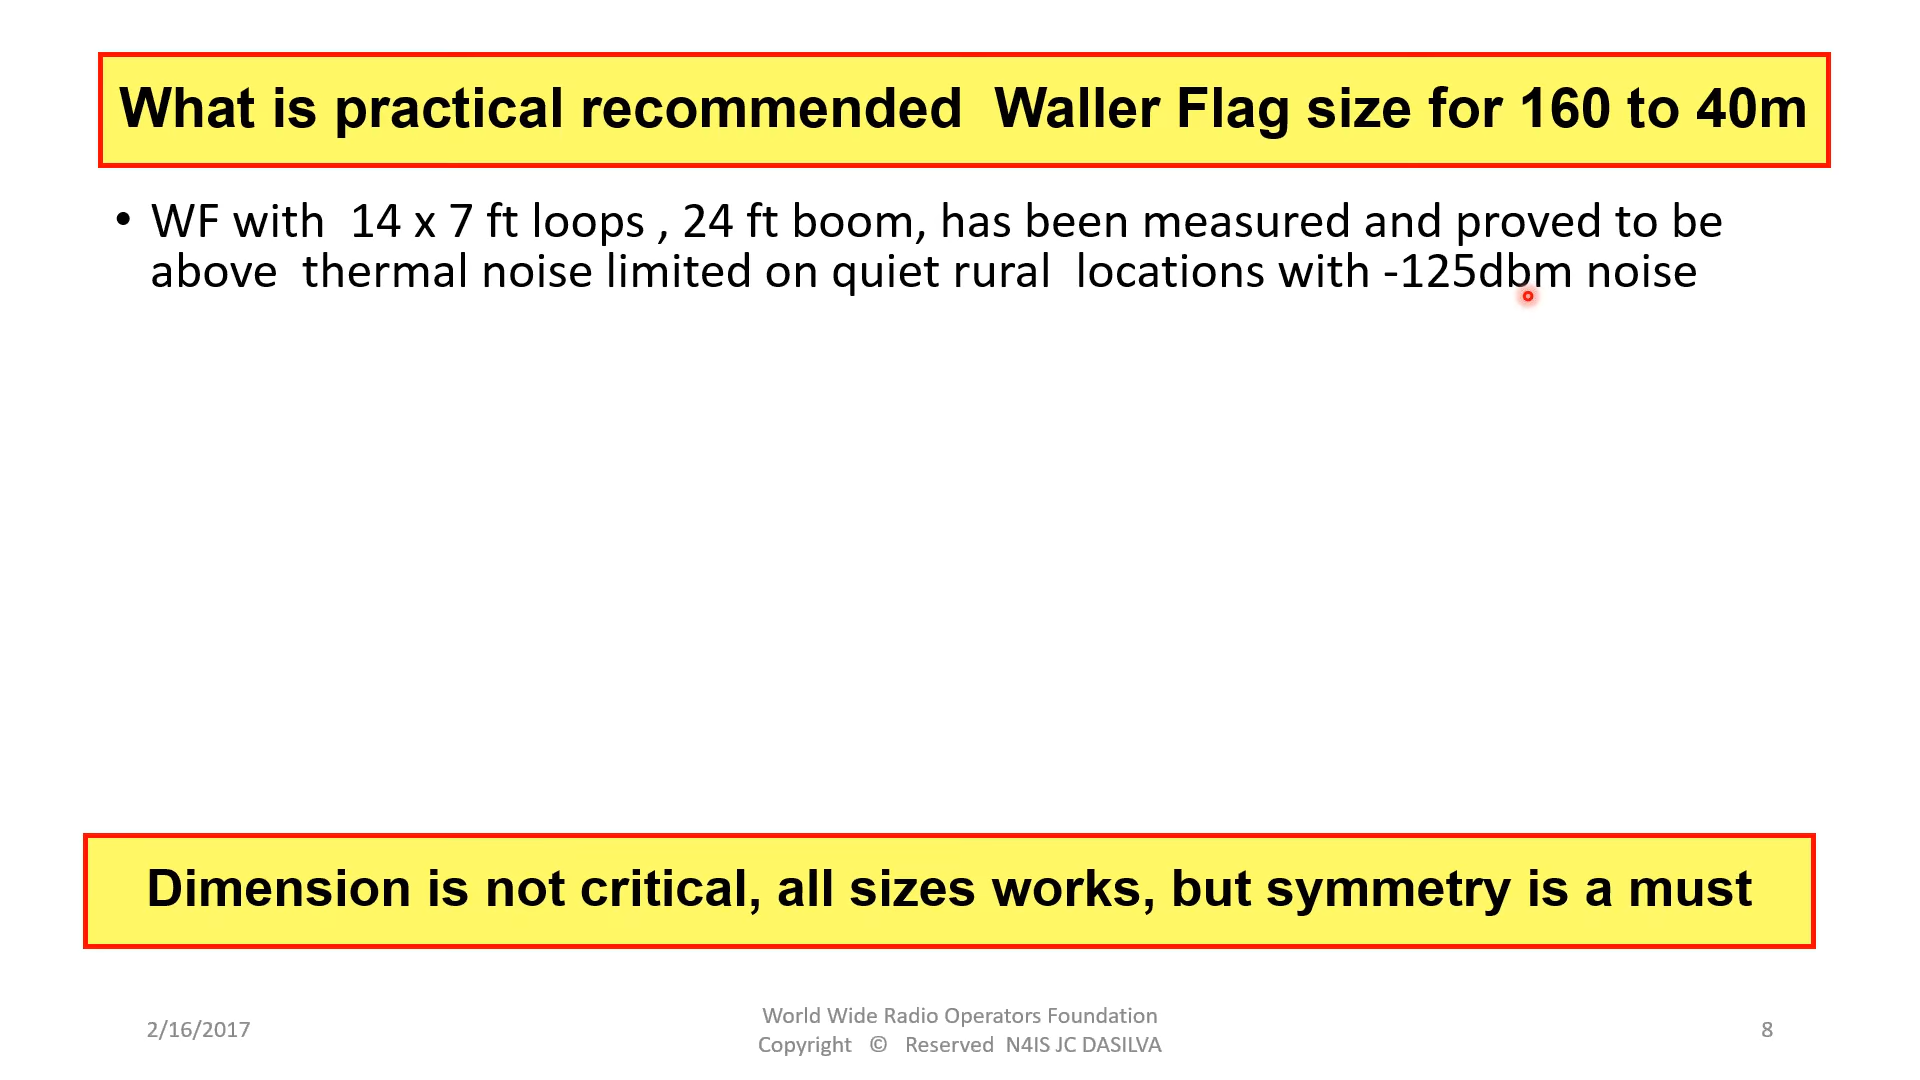 What is practical recommended  Waller Flag size for 160 to 40m
• WF with  14 x 7 ft loops , 24 ft boom, has been measured and proved to be
above  thermal noise limited on quiet rural  locations with -125dbm noise
Dimension is not critical, all sizes works, but symmetry is a must
2/16/2017
World Wide Radio Operators Foundation
Copyright  ©  Reserved  N4IS JC DASILVA
8